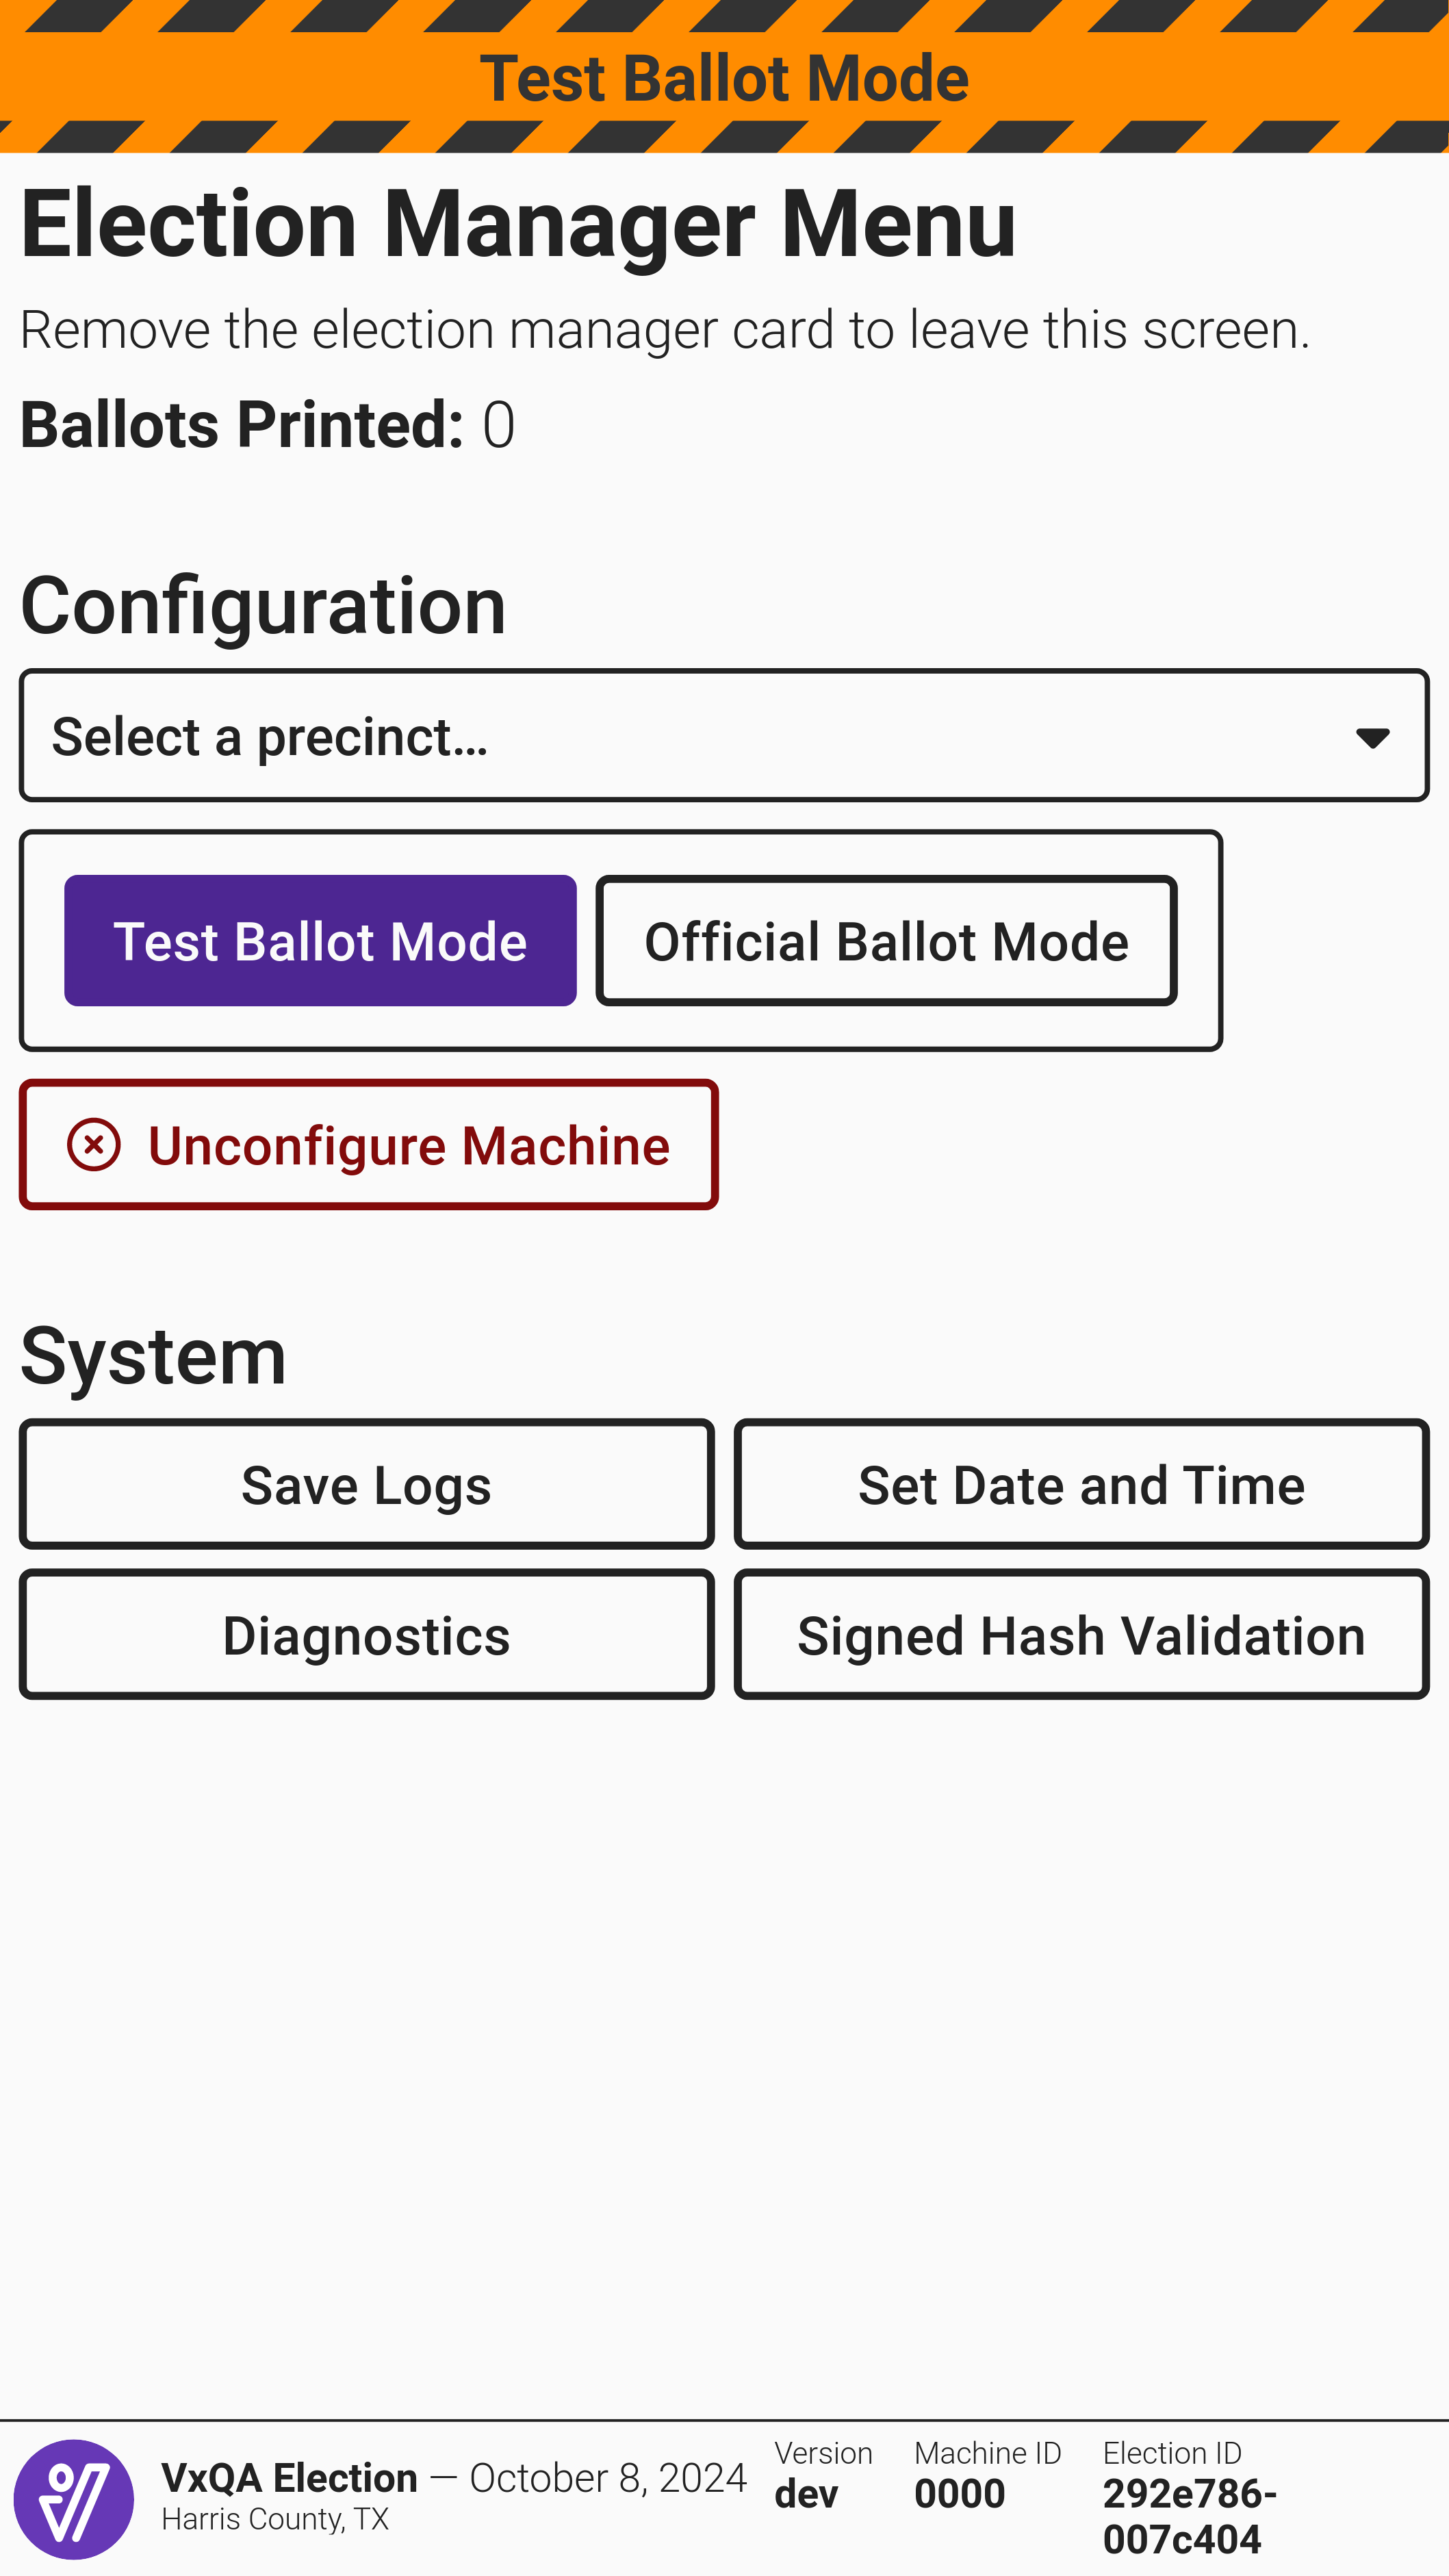 Test Ballot Mode
Election Manager Menu
Remove the election manager card to leave this screen.
Ballots Printed: 0
Configuration
Select a precinct…
Test Ballot Mode
Official Ballot Mode
Unconfigure Machine
System
Save Logs
Set Date and Time
Diagnostics
Signed Hash Validation
VxQA Election — October 8, 2024
Harris County, TX
Version
dev
Machine ID
0000
Election ID
292e786-
007c404